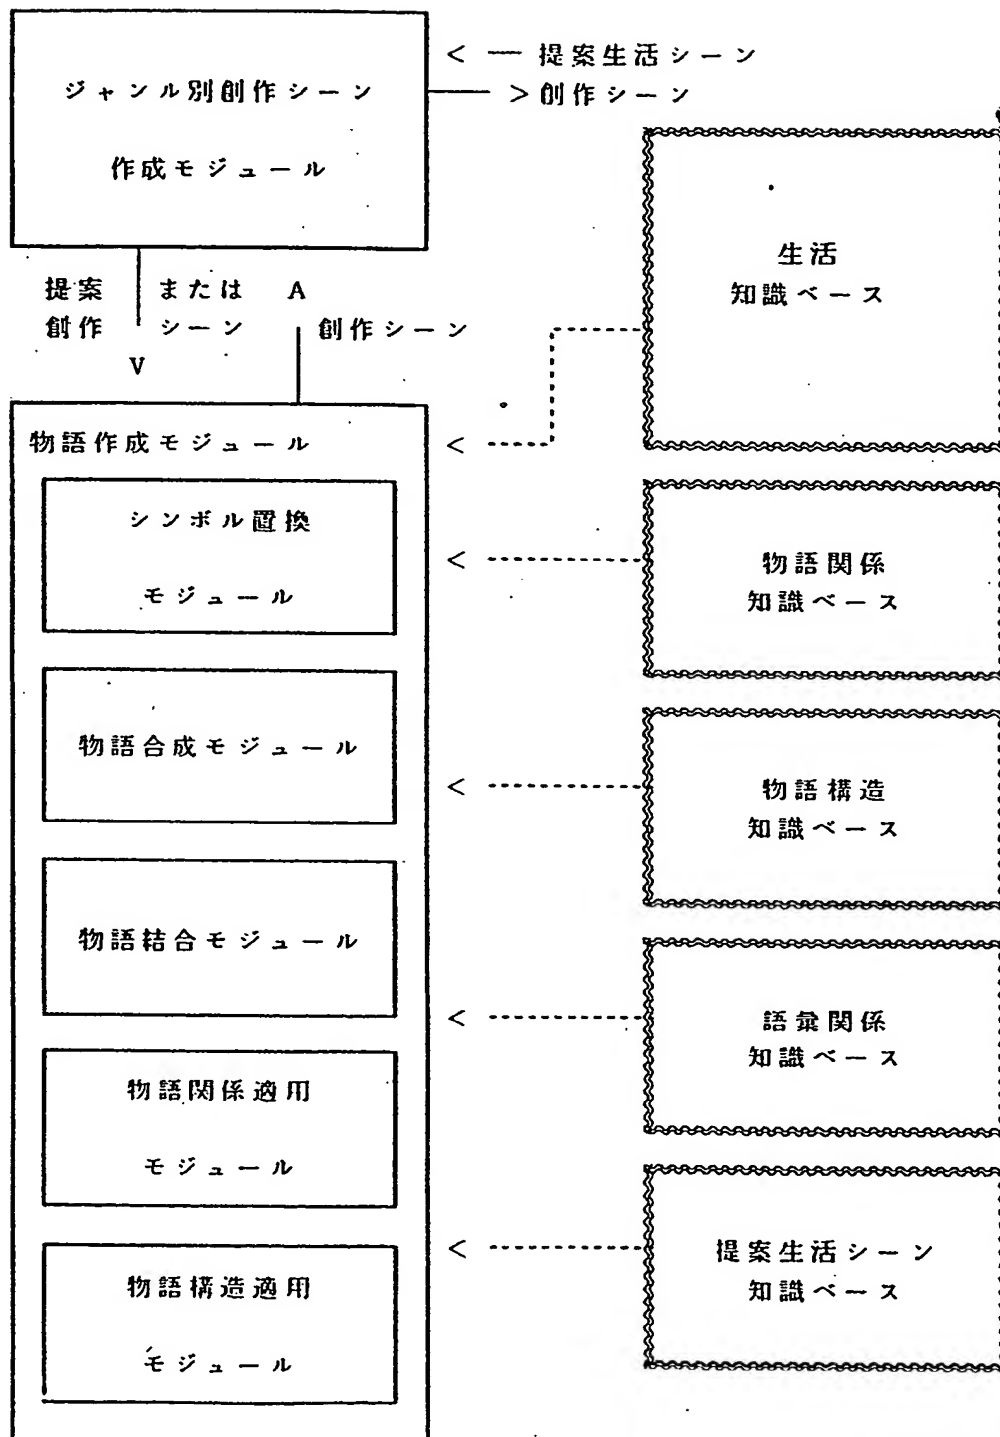 ジャンル別創作シーン
作成モジュール
< ― 提案生活シーン
> 創作シーン
提案 または A
創作 シーン 創作シーン
V
物語作成モジュール
シンボル置換
モジュール
物語合成モジュール
物語結合モジュール
物語関係適用
モジュール
物語構造適用
モジュール
<
<
<
<
<
生活
知識ベース
物語関係
知識ベース
物語構造
知識ベース
語彙関係
知識ベース
提案生活シーン
知識ベース